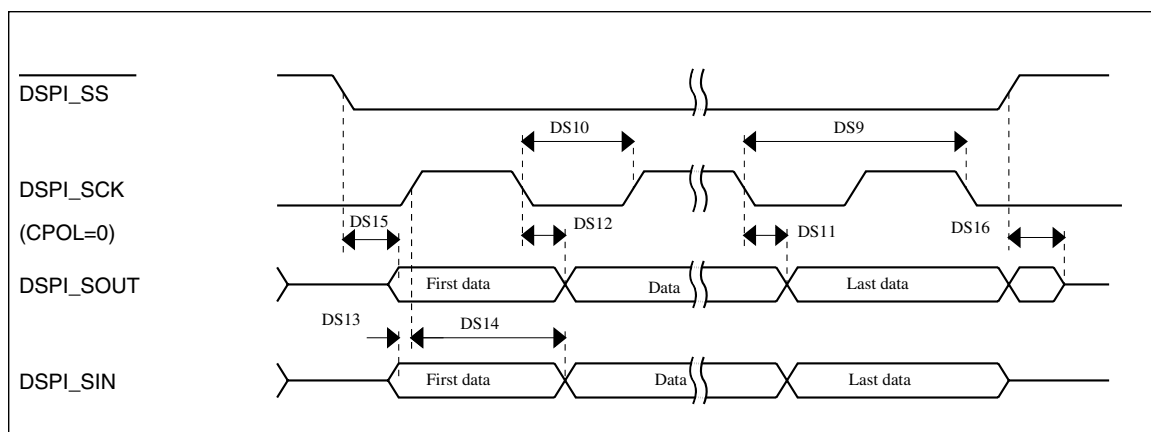 DSPI_SS
DS10
DS9
DSPI_SCK
(CPOL=0)
DS15
DS12
DS11
DS16
DSPI_SOUT
First data
Data
Last data
DS13
DS14
DSPI_SIN
First data
Data
Last data